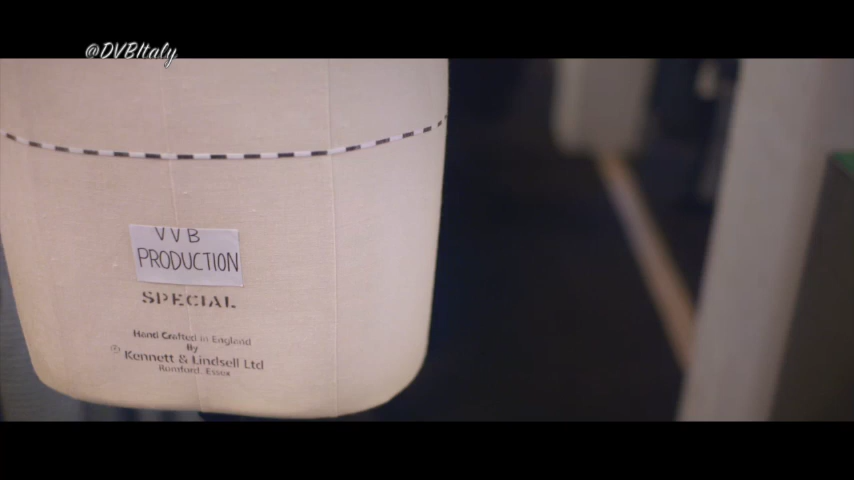 @DVBItaly
VVB
PRODUCTION
SPECIAL
Hand Crafted in England
By
© Kennett & Lindsell Ltd
Romford, Essex